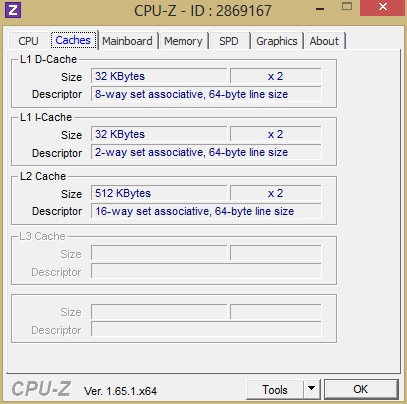 Z CPU-Z - ID : 2869167
CPU Caches Mainboard Memory SPD Graphics About
L1 D-Cache
Size 32 KBytes x 2
Descriptor 8-way set associative, 64-byte line size
L1 I-Cache
Size 32 KBytes x 2
Descriptor 2-way set associative, 64-byte line size
L2 Cache
Size 512 KBytes x 2
Descriptor 16-way set associative, 64-byte line size
L3 Cache
Size
Descriptor
Size
Descriptor
CPU-Z Ver. 1.65.1.x64 Tools OK